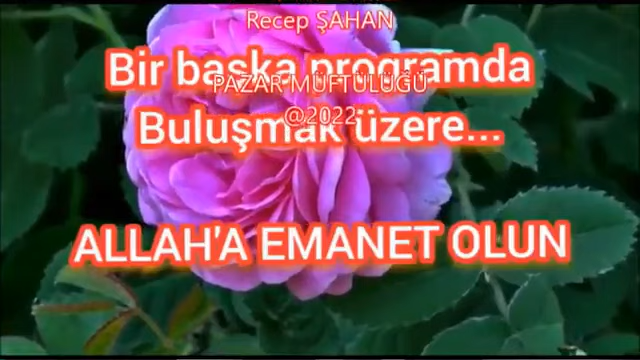 Recep ŞAHAN
Bir başka programda
PAZAR MÜFTÜLÜĞÜ
@2022
Buluşmak üzere...
ALLAH'A EMANET OLUN